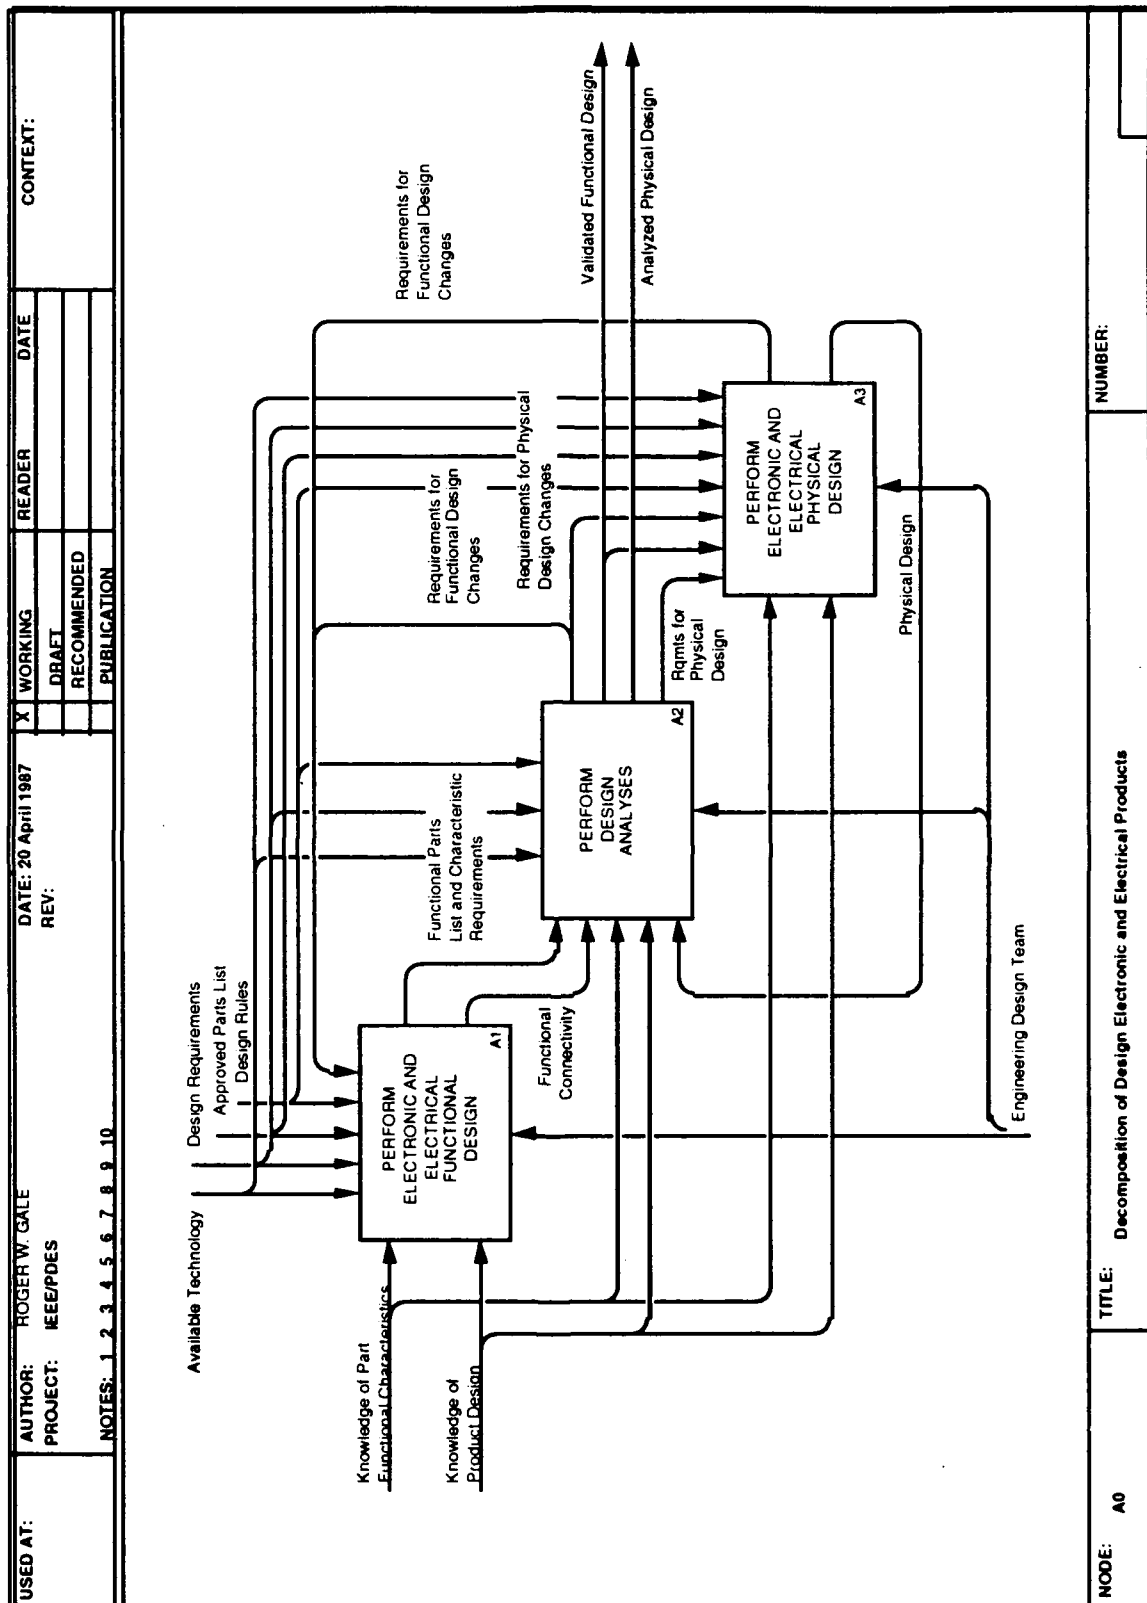 USED AT:
AUTHOR: ROGER W. GALE
PROJECT: IEEE/PDES
NOTES: 1 2 3 4 5 6 7 8 9 10
DATE: 20 April 1987
REV:
X WORKING
DRAFT
RECOMMENDED
PUBLICATION
READER DATE
CONTEXT:
Available Technology
Design Requirements
Approved Parts List
Design Rules
Knowledge of Part
Functional Characteristics
Knowledge of
Product Design
PERFORM
ELECTRONIC AND
ELECTRICAL
FUNCTIONAL
DESIGN
A1
Functional Parts
List and Characteristic
Requirements
Functional
Connectivity
PERFORM
DESIGN
ANALYSES
A2
Requirements for
Functional Design
Changes
Requirements for Physical
Design Changes
Rqmts for
Physical
Design
PERFORM
ELECTRONIC AND
ELECTRICAL
PHYSICAL
DESIGN
A3
Requirements for
Functional Design
Changes
Validated Functional Design
Analyzed Physical Design
Physical Design
Engineering Design Team
NODE: A0
TITLE: Decomposition of Design Electronic and Electrical Products
NUMBER: